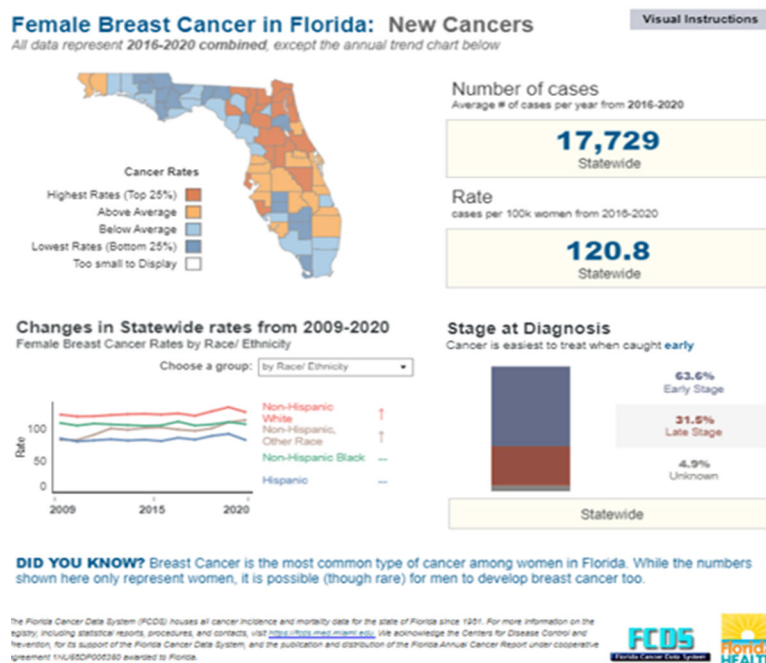 Female Breast Cancer in Florida: New Cancers
Visual Instructions
All data represent 2016-2020 combined, except the annual trend chart below
Cancer Rates
Highest Rates (Top 25%)
Above Average
Below Average
Lowest Rates (Bottom 25%)
Too small to Display
Number of cases
Average # of cases per year from 2016-2020
17,729
Statewide
Rate
cases per 100k women from 2016-2020
120.8
Statewide
Changes in Statewide rates from 2009-2020
Female Breast Cancer Rates by Race/ Ethnicity
Choose a group: by Race/ Ethnicity
Rate
100
50
0
2009
2015
2020
Non-Hispanic
White
Non-Hispanic,
Other Race
Non-Hispanic Black
Hispanic
Stage at Diagnosis
Cancer is easiest to treat when caught early
63.6%
Early Stage
31.5%
Late Stage
4.9%
Unknown
Statewide
DID YOU KNOW? Breast Cancer is the most common type of cancer among women in Florida. While the numbers
shown here only represent women, it is possible (though rare) for men to develop breast cancer too.
The Florida Cancer Data System (FCDS) houses all cancer incidence and mortality data for the state of Florida since 1981. For more information on the
registry, including statistical reports, procedures, and contacts, visit https://fcds.med.miami.edu. We acknowledge the Centers for Disease Control and
Prevention, for its support of the Florida Cancer Data System, and the publication and distribution of the Florida Annual Cancer Report under cooperative
agreement awarded to Florida.
FCDS
Florida Cancer Data System
Florida
HEALTH